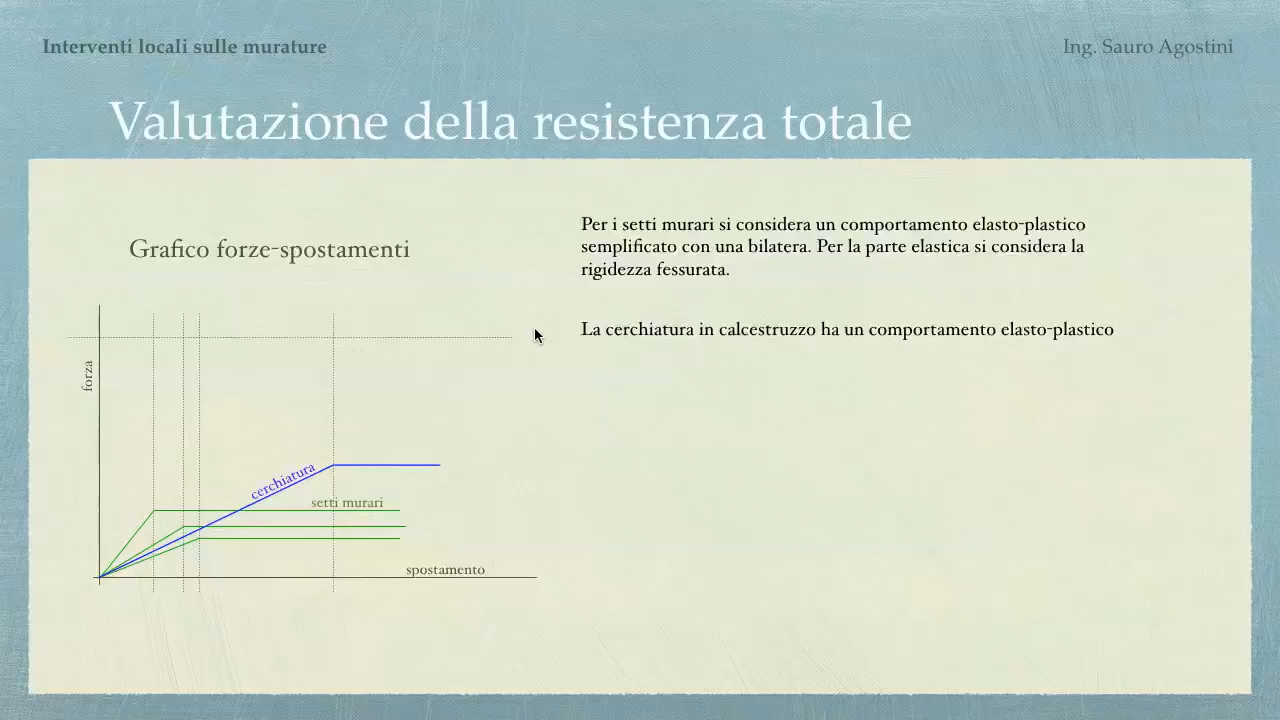 Interventi locali sulle murature
Ing. Sauro Agostini
Valutazione della resistenza totale
Grafico forze-spostamenti
Per i setti murari si considera un comportamento elasto-plastico
semplificato con una bilatera. Per la parte elastica si considera la
rigidezza fessurata.
La cerchiatura in calcestruzzo ha un comportamento elasto-plastico
forza
cerchiatura
setti murari
spostamento